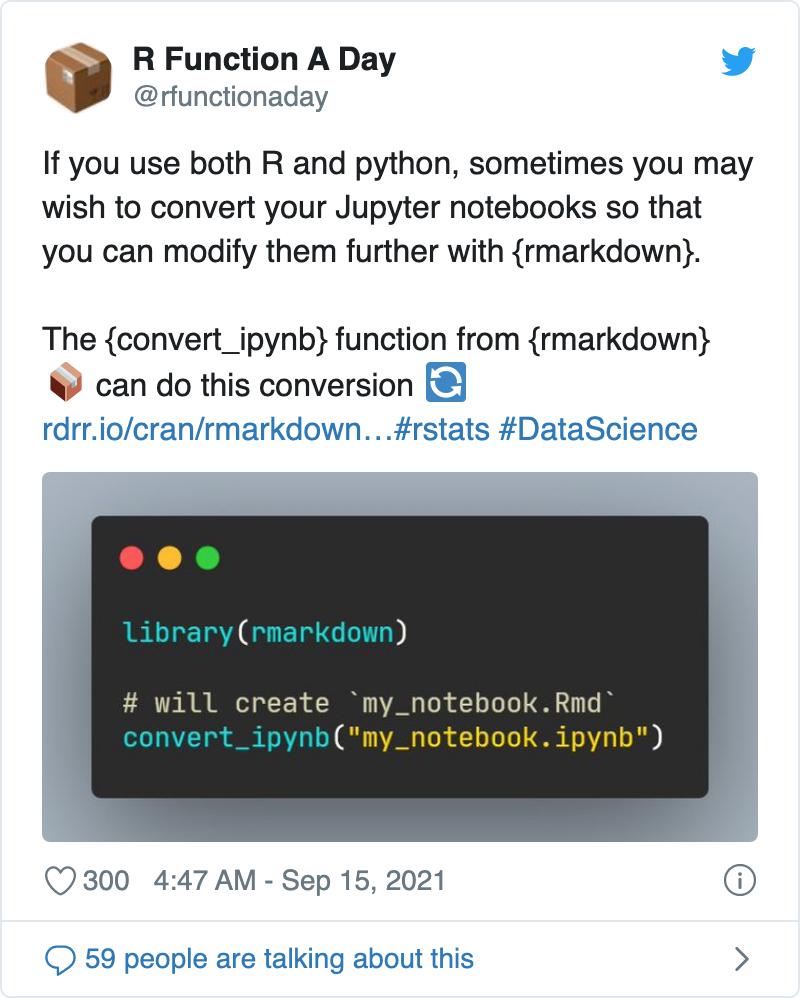 R Function A Day
@rfunctionaday
If you use both R and python, sometimes you may
wish to convert your Jupyter notebooks so that
you can modify them further with {rmarkdown}.
The {convert_ipynb} function from {rmarkdown}
📦 can do this conversion 🔄
rdrr.io/cran/rmarkdown…#rstats #DataScience
library(rmarkdown)
# will create `my_notebook.Rmd`
convert_ipynb("my_notebook.ipynb")
300 4:47 AM - Sep 15, 2021
59 people are talking about this